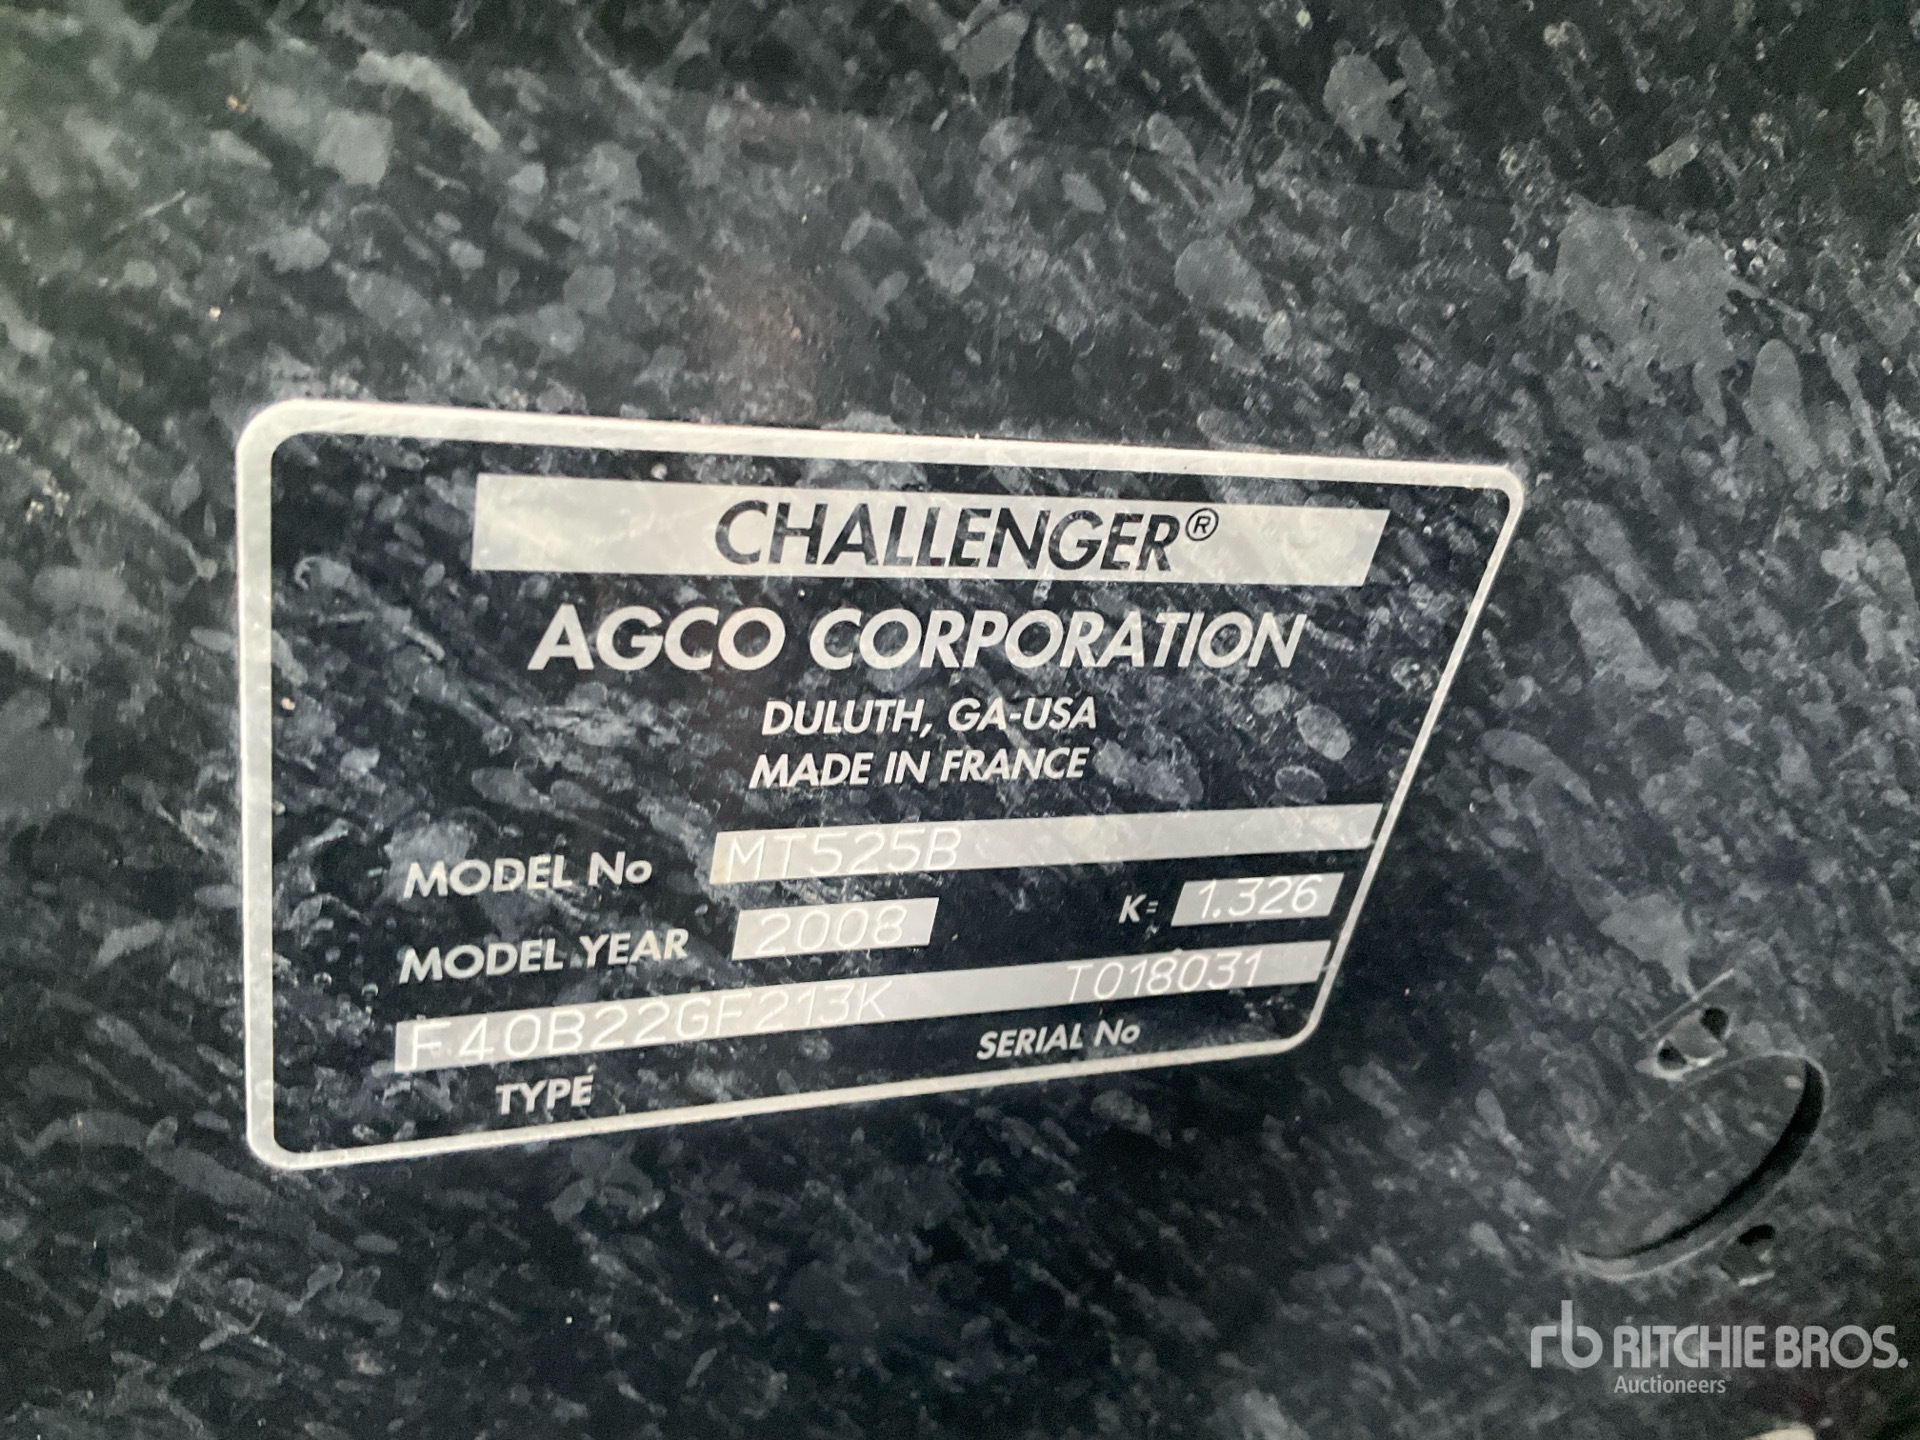 CHALLENGER®
AGCO CORPORATION
DULUTH, GA-USA
MADE IN FRANCE
MODEL No MT525B
MODEL YEAR 2008 K= 1.326
F40B22GF213K T018031
TYPE SERIAL No
rb RITCHIE BROS.
Auctioneers